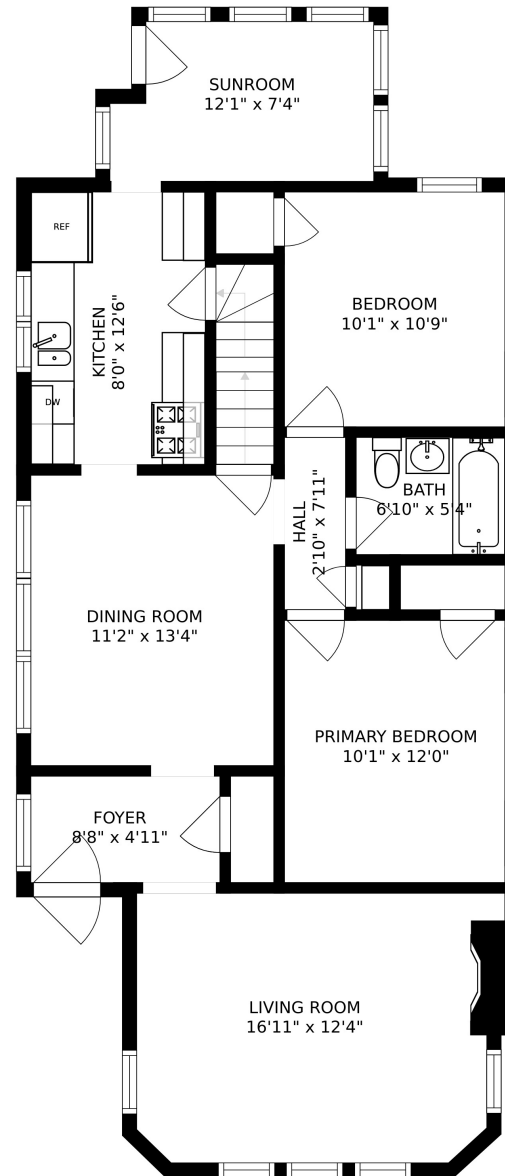 SUNROOM
12'1" x 7'4"
REF
KITCHEN
8'0" x 12'6"
DW
BEDROOM
10'1" x 10'9"
BATH
6'10" x 5'4"
HALL
2'10" x 7'11"
DINING ROOM
11'2" x 13'4"
PRIMARY BEDROOM
10'1" x 12'0"
FOYER
8'8" x 4'11"
LIVING ROOM
16'11" x 12'4"